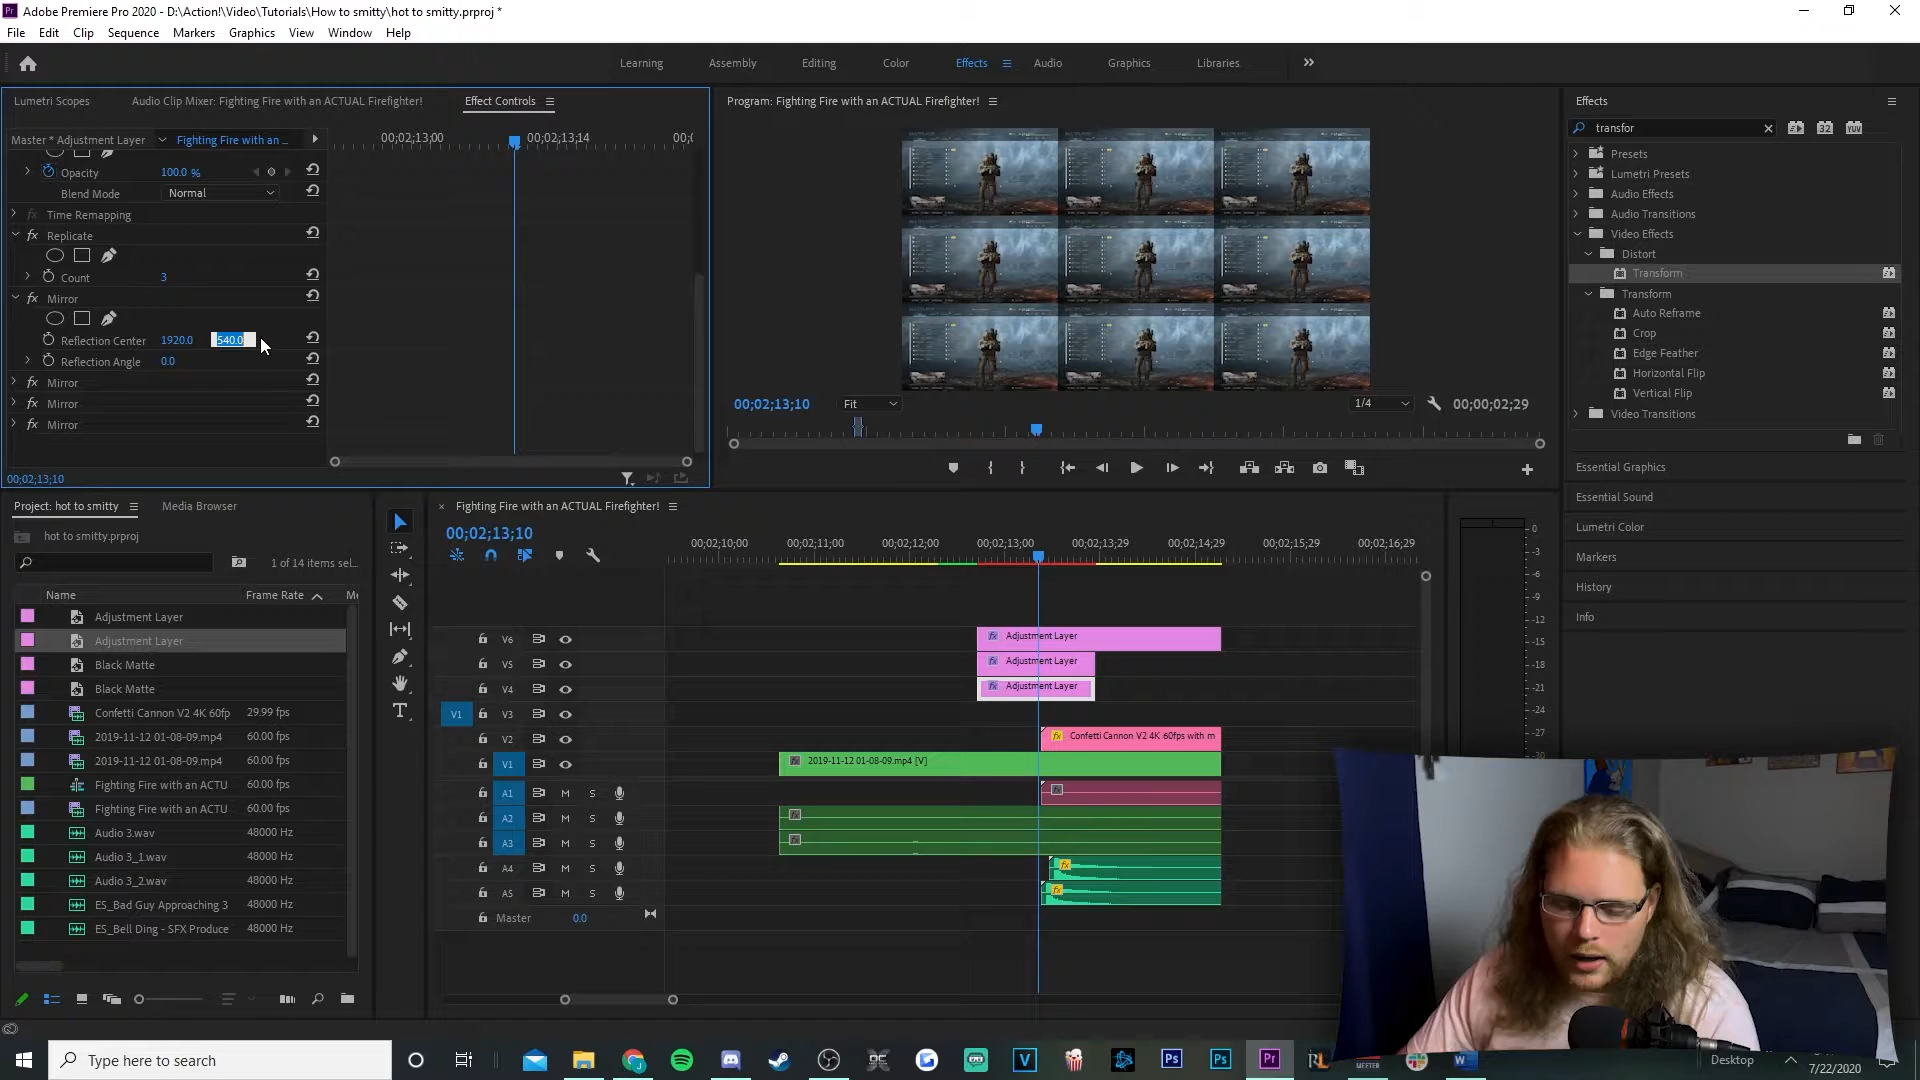 Adobe Premiere Pro 2020 - D:\Action!\Video\Tutorials\How to smitty\hot to smitty.prproj *
File Edit Clip Sequence Markers Graphics View Window Help
Learning Assembly Editing Color Effects Audio Graphics Libraries
Lumetri Scopes Audio Clip Mixer: Fighting Fire with an ACTUAL Firefighter! Effect Controls
Master * Adjustment Layer Fighting Fire with an ...
00;02;13;00 00;02;13;14
Opacity 100.0 %
Blend Mode Normal
Time Remapping
fx Replicate
Count 3
fx Mirror
Reflection Center 1920.0 540.0
Reflection Angle 0.0
fx Mirror
fx Mirror
fx Mirror
00;02;13;10
Program: Fighting Fire with an ACTUAL Firefighter!
00;02;13;10 Fit 1/4 00;00;02;29
Effects
transfor
Presets
Lumetri Presets
Audio Effects
Audio Transitions
Video Effects
Distort
Transform
Transform
Auto Reframe
Crop
Edge Feather
Horizontal Flip
Vertical Flip
Video Transitions
Essential Graphics
Essential Sound
Lumetri Color
Markers
History
Info
Project: hot to smitty Media Browser
hot to smitty.prproj
1 of 14 items sel...
Name Frame Rate
Adjustment Layer
Adjustment Layer
Black Matte
Black Matte
Confetti Cannon V2 4K 60fp 29.99 fps
2019-11-12 01-08-09.mp4 60.00 fps
2019-11-12 01-08-09.mp4 60.00 fps
Fighting Fire with an ACTU 60.00 fps
Fighting Fire with an ACTU 60.00 fps
Audio 3.wav 48000 Hz
Audio 3_1.wav 48000 Hz
Audio 3_2.wav 48000 Hz
ES_Bad Guy Approaching 3 48000 Hz
ES_Bell Ding - SFX Produce 48000 Hz
Fighting Fire with an ACTUAL Firefighter!
00;02;13;10
00;02;10;00 00;02;11;00 00;02;12;00 00;02;13;00 00;02;13;29 00;02;14;29 00;02;15;29 00;02;16;29
V6 Adjustment Layer
V5 Adjustment Layer
V4 Adjustment Layer
V1 V3
V2 Confetti Cannon V2 4K 60fps with m
V1 2019-11-12 01-08-09.mp4 [V]
A1 M S
A2 M S
A3 M S
A4 M S
A5 M S
Master 0.0
0
-3
-6
-9
-12
-15
-18
-21
-24
-27
-30
Type here to search
Desktop
7/22/2020